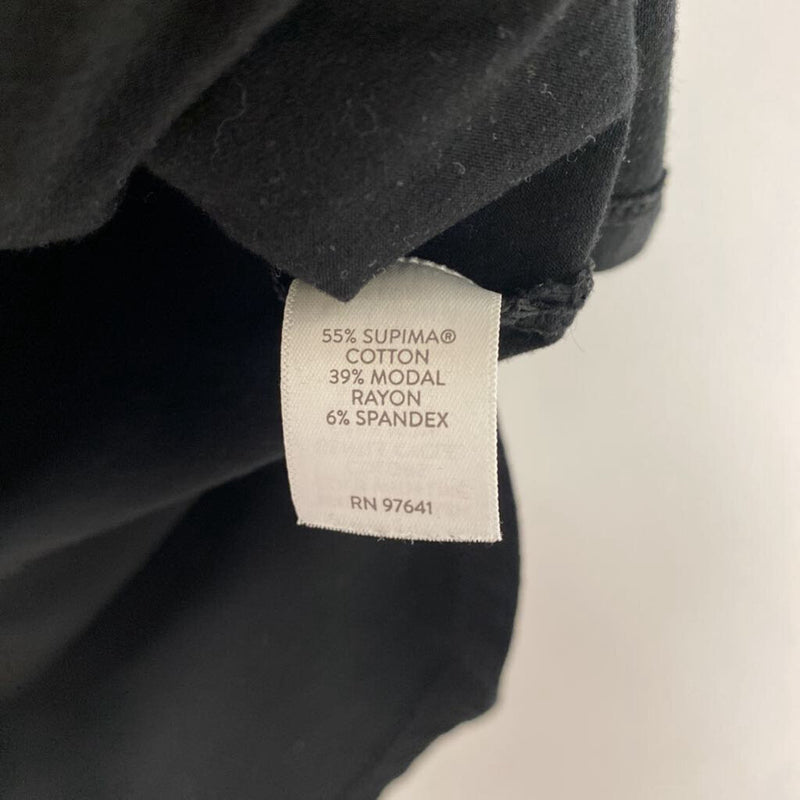 55% SUPIMA®
COTTON
39% MODAL
RAYON
6% SPANDEX
RN 97641